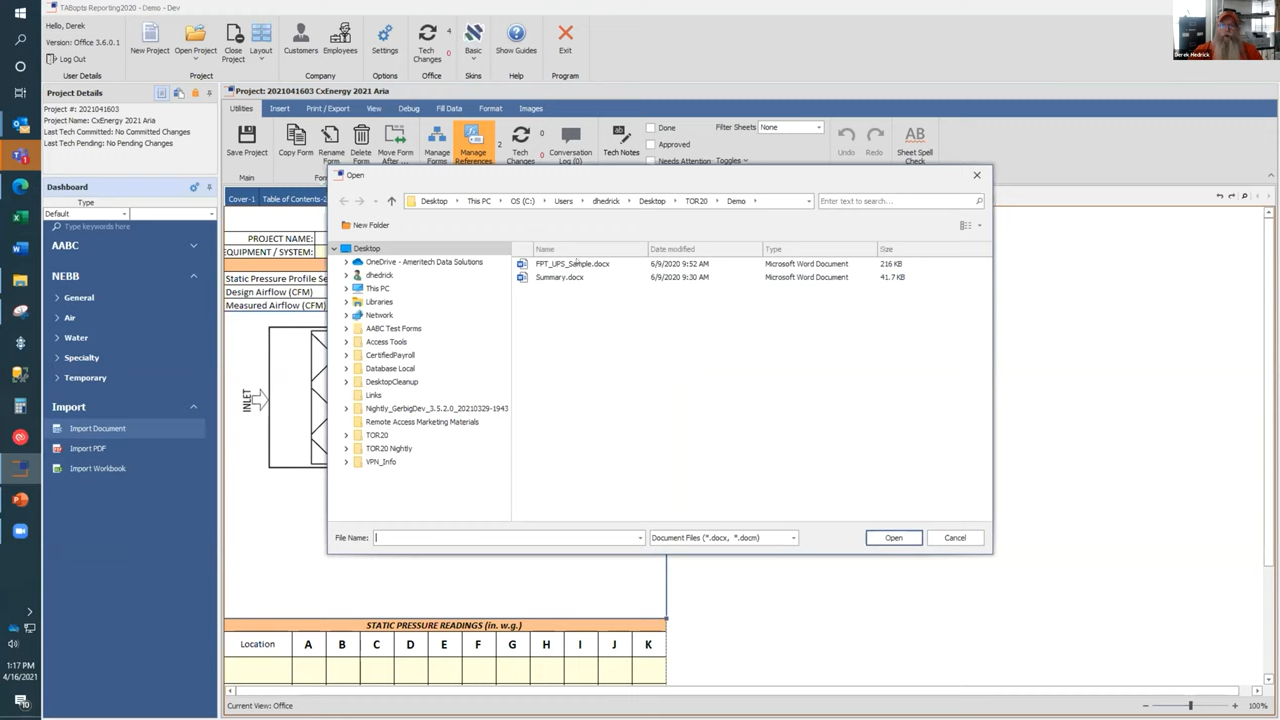 TABopts Reporting2020 - Demo - Dev
Hello, Derek
Version: Office 3.6.0.1
Log Out
User Details
New Project
Open Project
Close Project
Layout
Project
Customers
Employees
Company
Settings
Options
Tech Changes
4
0
Office
Basic
Skins
Show Guides
Help
Exit
Program
Derek Hedrick
Project Details
Project #: 2021041603
Project Name: CxEnergy 2021 Aria
Last Tech Committed: No Committed Changes
Last Tech Pending: No Pending Changes
Dashboard
Type
Default
Type keywords here
AABC
NEBB
General
Air
Water
Specialty
Temporary
Import
Import Document
Import PDF
Import Workbook
Project: 2021041603 CxEnergy 2021 Aria
Utilities Insert Print / Export View Debug Fill Data Format Images
Save Project
Main
Copy Form
Rename Form
Delete Form
Move Form After ...
Manage Forms
Manage References
2
Tech Changes
0
Conversation Log (0)
Tech Notes
Done
Approved
Needs Attention
Filter Sheets None
Toggles
Undo
Redo
Sheet Spell Check
Cover-1 Table of Contents-2
PROJECT NAME:
EQUIPMENT / SYSTEM:
Static Pressure Profile Se
Design Airflow (CFM)
Measured Airflow (CFM)
INLET
Open
Desktop > This PC > OS (C:) > Users > dhedrick > Desktop > TOR20 > Demo >
Enter text to search...
New Folder
Desktop
OneDrive - Ameritech Data Solutions
dhedrick
This PC
Libraries
Network
AABC Test Forms
Access Tools
CertifiedPayroll
Database Local
DesktopCleanup
Links
Nightly_GerbigDev_3.5.2.0_20210329-1943
Remote Access Marketing Materials
TOR20
TOR20 Nightly
VPN_Info
Name Date modified Type Size
FPT_UPS_Sample.docx 6/9/2020 9:52 AM Microsoft Word Document 216 KB
Summary.docx 6/9/2020 9:30 AM Microsoft Word Document 41.7 KB
File Name:
Document Files (*.docx, *.docm)
Open
Cancel
STATIC PRESSURE READINGS (in. w.g.)
Location A B C D E F G H I J K
Current View: Office
100%
1:17 PM
4/16/2021
10